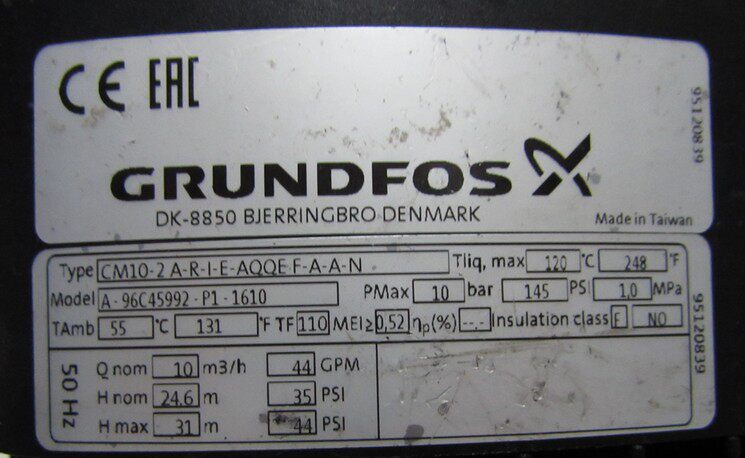 CE EAC
GRUNDFOS X
DK-8850 BJERRINGBRO DENMARK
Made in Taiwan
95120839
Type CM10-2 A-R-I-E-AQQE F-A-A-N Tliq, max 120 °C 248 °F
Model A - 96C45992 - P1 - 1610 PMax 10 bar 145 PSI 1,0 MPa
TAmb 55 °C 131 °F TF 110 MEI≥ 0,52 ηp(%) --.- Insulation class F NO
50 Hz
Q nom 10 m3/h 44 GPM
H nom 24.6 m 35 PSI
H max 31 m 44 PSI
95120839